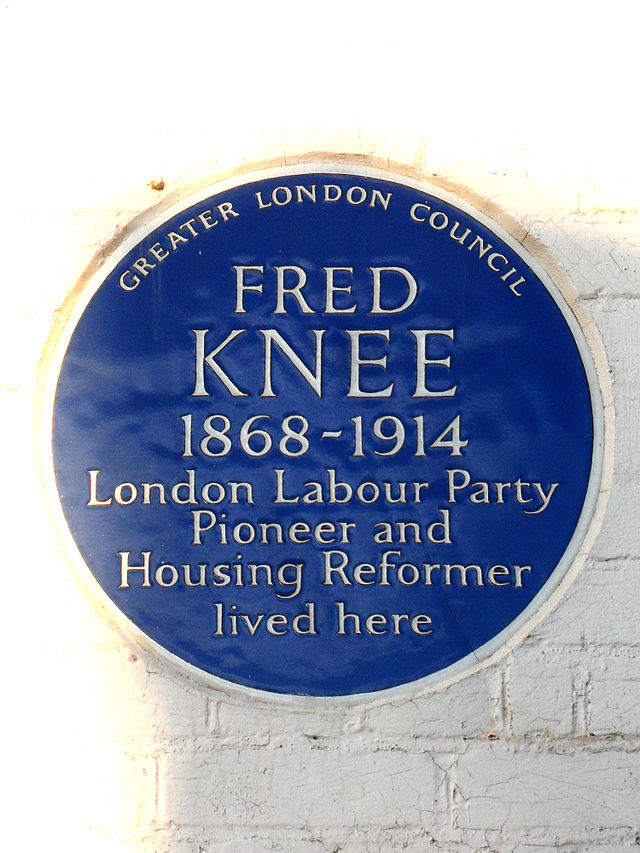 GREATER LONDON COUNCIL
FRED
KNEE
1868-1914
London Labour Party
Pioneer and
Housing Reformer
lived here